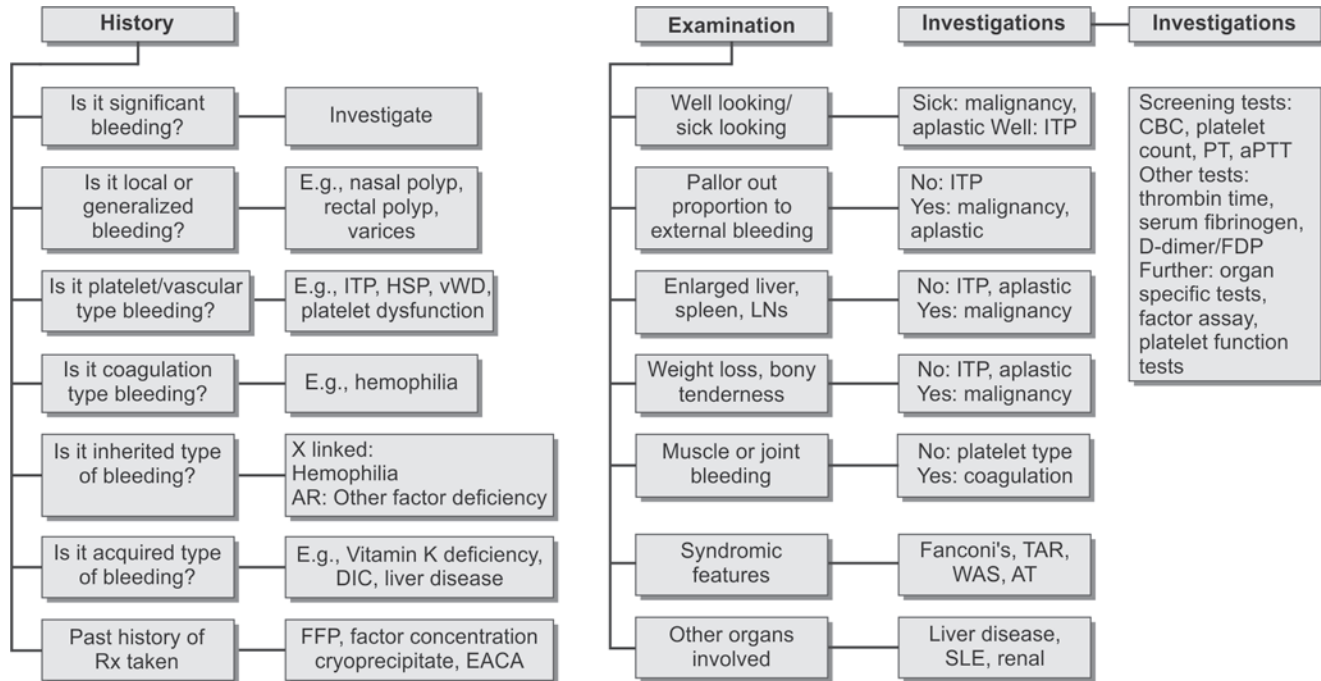 History
Is it significant
bleeding?
Investigate
Is it local or
generalized
bleeding?
E.g., nasal polyp,
rectal polyp,
varices
Is it platelet/vascular
type bleeding?
E.g., ITP, HSP, vWD,
platelet dysfunction
Is it coagulation
type bleeding?
E.g., hemophilia
Is it inherited type of
bleeding?
X linked:
Hemophilia
AR: Other factor deficiency
Is it acquired type
of bleeding?
E.g., Vitamin K deficiency,
DIC, liver disease
Past history of
Rx taken
FFP, factor concentration
cryoprecipitate, EACA
Examination
Investigations
Well looking/
sick looking
Sick: malignancy,
aplastic Well: ITP
Pallor out
proportion to
external bleeding
No: ITP
Yes: malignancy,
aplastic
Enlarged liver,
spleen, LNs
No: ITP, aplastic
Yes: malignancy
Weight loss, bony
tenderness
No: ITP, aplastic
Yes: malignancy
Muscle or joint
bleeding
No: platelet type
Yes: coagulation
Syndromic
features
Fanconi's, TAR,
WAS, AT
Other organs
involved
Liver disease,
SLE, renal
Investigations
Screening tests:
CBC, platelet
count, PT, aPTT
Other tests:
thrombin time,
serum fibrinogen,
D-dimer/FDP
Further: organ
specific tests,
factor assay,
platelet function
tests